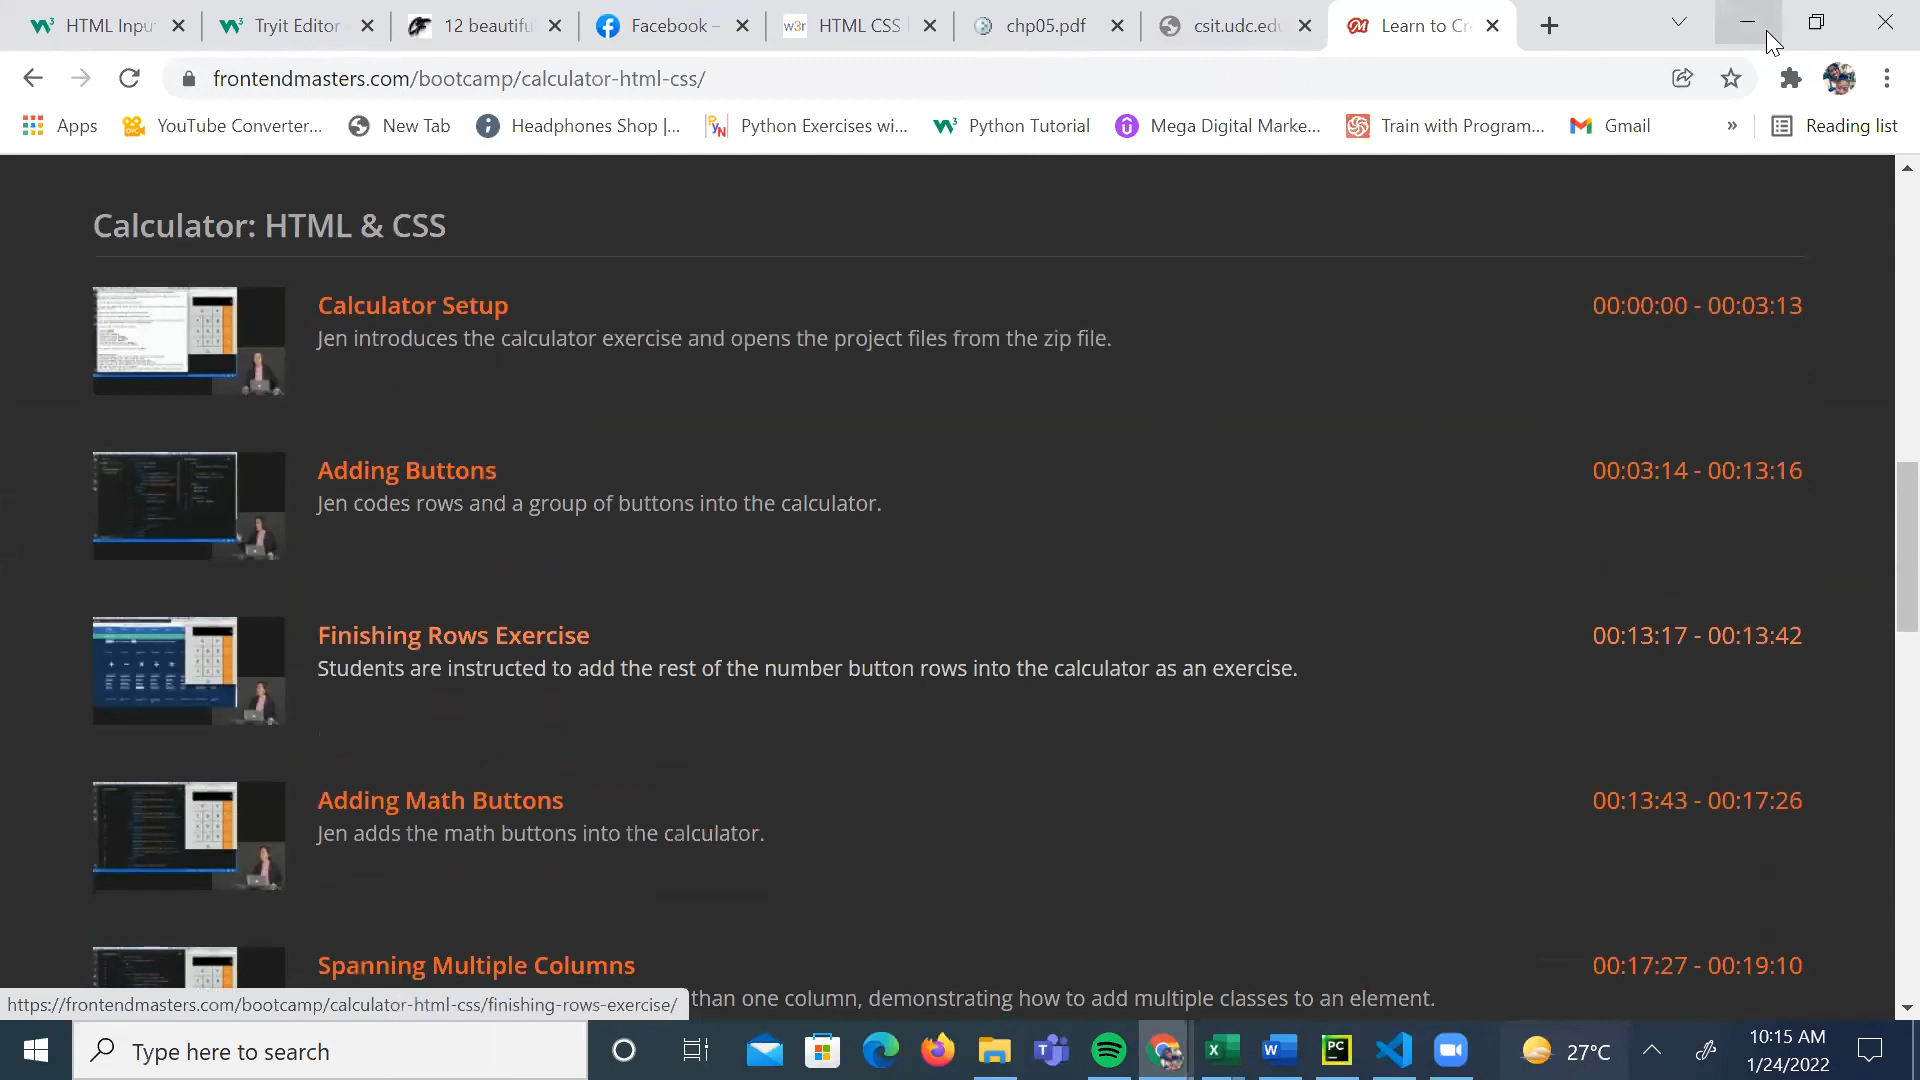 HTML Inpu
Tryit Editor
12 beautifu
Facebook –
w3r HTML CSS
chp05.pdf
csit.udc.edu
Learn to Cr
frontendmasters.com/bootcamp/calculator-html-css/
Apps
YouTube Converter...
New Tab
Headphones Shop |...
Python Exercises wi...
Python Tutorial
Mega Digital Marke...
Train with Program...
Gmail
»
Reading list
Calculator: HTML & CSS
Calculator Setup
00:00:00 - 00:03:13
Jen introduces the calculator exercise and opens the project files from the zip file.
Adding Buttons
00:03:14 - 00:13:16
Jen codes rows and a group of buttons into the calculator.
Finishing Rows Exercise
00:13:17 - 00:13:42
Students are instructed to add the rest of the number button rows into the calculator as an exercise.
Adding Math Buttons
00:13:43 - 00:17:26
Jen adds the math buttons into the calculator.
Spanning Multiple Columns
00:17:27 - 00:19:10
than one column, demonstrating how to add multiple classes to an element.
https://frontendmasters.com/bootcamp/calculator-html-css/finishing-rows-exercise/
Type here to search
27°C
10:15 AM
1/24/2022